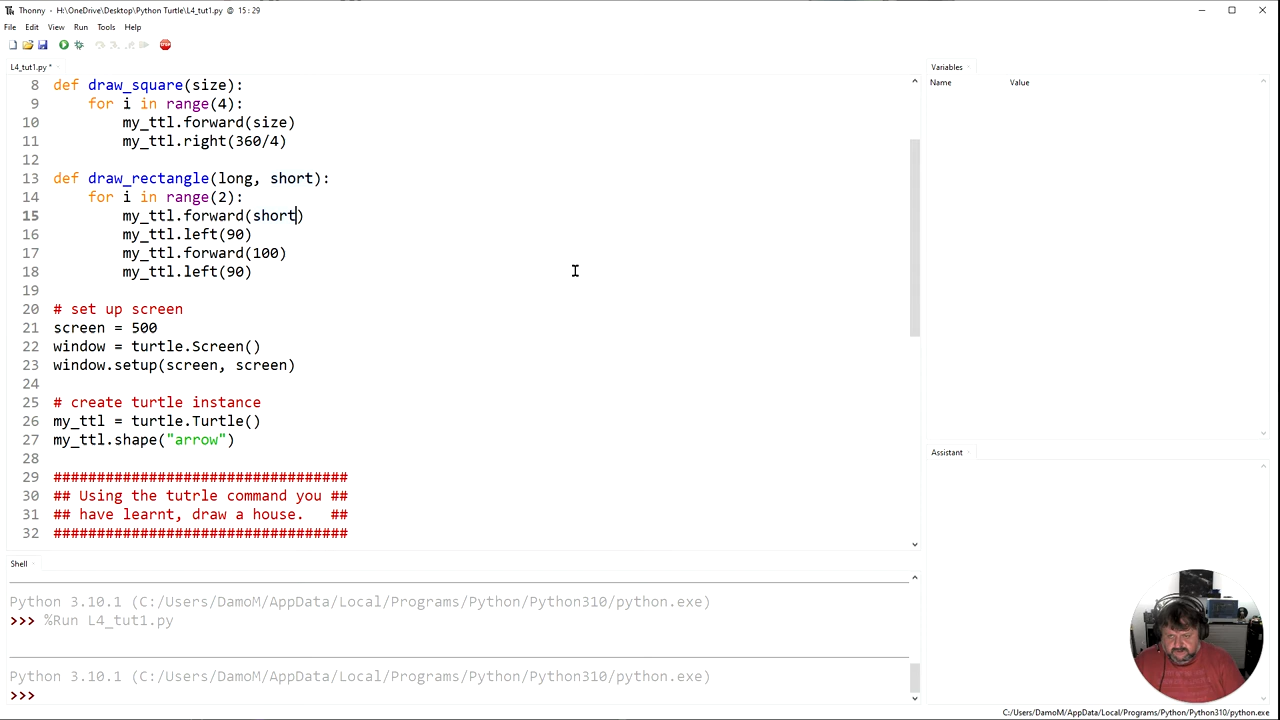 Thonny - H:\OneDrive\Desktop\Python Turtle\L4_tut1.py @ 15 : 29
File Edit View Run Tools Help
STOP
L4_tut1.py *
8 def draw_square(size):
9     for i in range(4):
10         my_ttl.forward(size)
11         my_ttl.right(360/4)
12
13 def draw_rectangle(long, short):
14     for i in range(2):
15         my_ttl.forward(short)
16         my_ttl.left(90)
17         my_ttl.forward(100)
18         my_ttl.left(90)
19
20 # set up screen
21 screen = 500
22 window = turtle.Screen()
23 window.setup(screen, screen)
24
25 # create turtle instance
26 my_ttl = turtle.Turtle()
27 my_ttl.shape("arrow")
28
29 ##################################
30 ## Using the tutrle command you ##
31 ## have learnt, draw a house.   ##
32 ##################################
Shell
Python 3.10.1 (C:/Users/DamoM/AppData/Local/Programs/Python/Python310/python.exe)
>>> %Run L4_tut1.py
Python 3.10.1 (C:/Users/DamoM/AppData/Local/Programs/Python/Python310/python.exe)
>>>
Variables
Name Value
Assistant
C:/Users/DamoM/AppData/Local/Programs/Python/Python310/python.exe